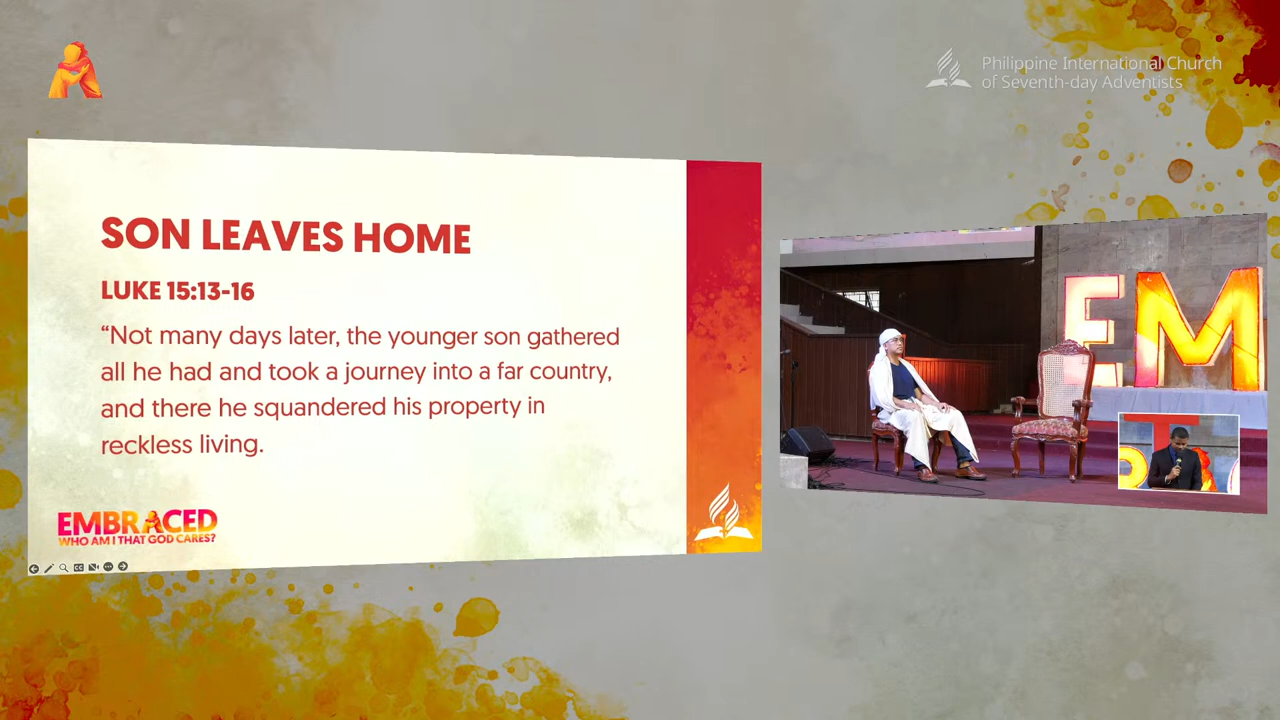 Philippine International Church
of Seventh-day Adventists
SON LEAVES HOME
LUKE 15:13-16
“Not many days later, the younger son gathered
all he had and took a journey into a far country,
and there he squandered his property in
reckless living.
EMBRACED
WHO AM I THAT GOD CARES?
EM